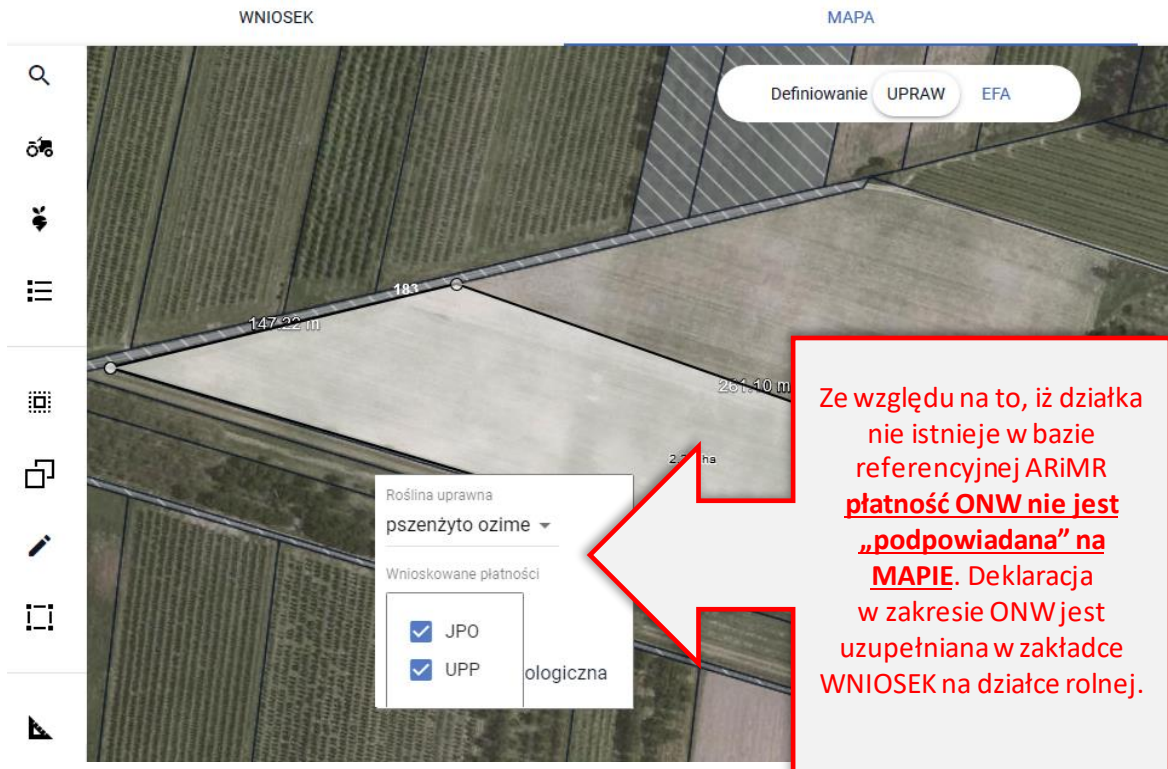 WNIOSEK
MAPA
Definiowanie UPRAW EFA
183
147.22 m
261.10 m
ha
Roślina uprawna
pszenżyto ozime
Wnioskowane płatności
JPO
UPP
ologiczna
Ze względu na to, iż działka
nie istnieje w bazie
referencyjnej ARiMR
płatność ONW nie jest
„podpowiadana” na
MAPIE. Deklaracja
w zakresie ONW jest
uzupełniana w zakładce
WNIOSEK na działce rolnej.